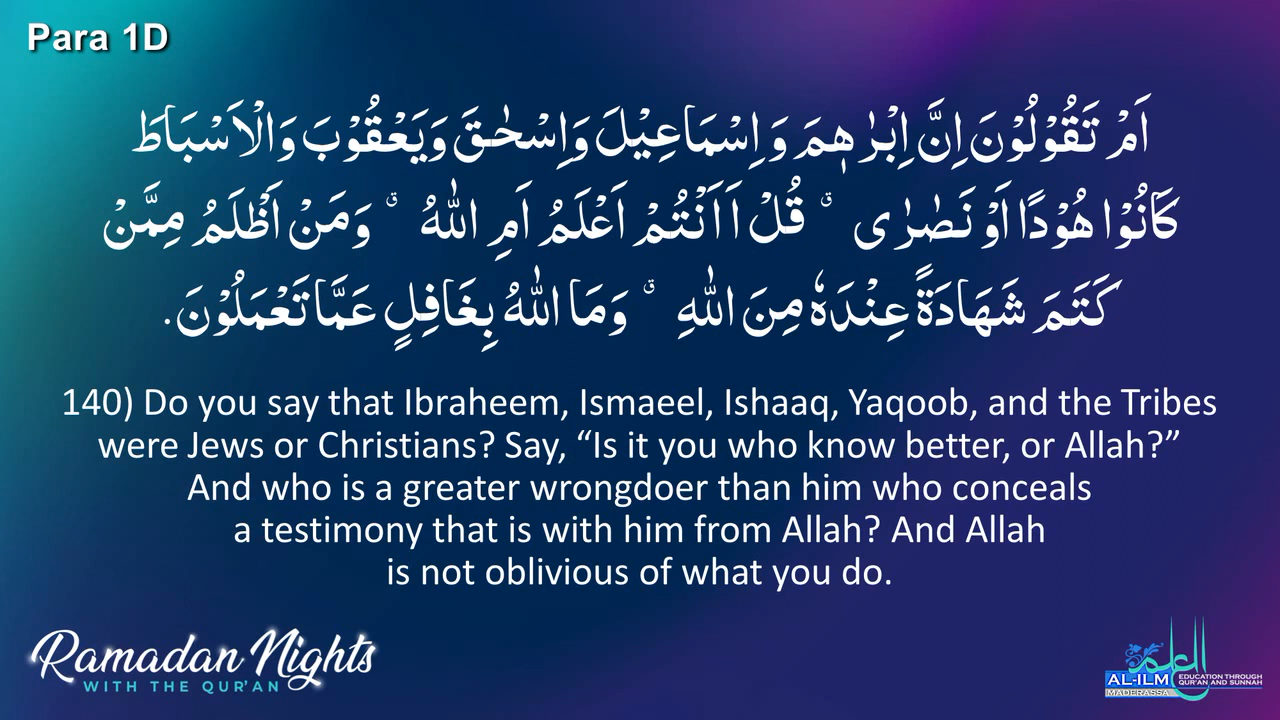 Para 1D
اَمْ تَقُوْلُوْنَ اِنَّ اِبْرٰهٖمَ وَاِسْمَاعِيْلَ وَاِسْحٰقَ وَيَعْقُوْبَ وَالْاَسْبَاطَ
كَانُوْا هُوْدًا اَوْ نَصٰرٰى ۗ قُلْ اَاَنْتُمْ اَعْلَمُ اَمِ اللّٰهُ ۗ وَمَنْ اَظْلَمُ مِمَّنْ
كَتَمَ شَهَادَةً عِنْدَهٗ مِنَ اللّٰهِ ۗ وَمَا اللّٰهُ بِغَافِلٍ عَمَّا تَعْمَلُوْنَ.
140) Do you say that Ibraheem, Ismaeel, Ishaaq, Yaqoob, and the Tribes
were Jews or Christians? Say, “Is it you who know better, or Allah?”
And who is a greater wrongdoer than him who conceals
a testimony that is with him from Allah? And Allah
is not oblivious of what you do.
Ramadan Nights
WITH THE QUR'AN
العلم
AL-ILM
MADERASSA
EDUCATION THROUGH
QUR'AN AND SUNNAH